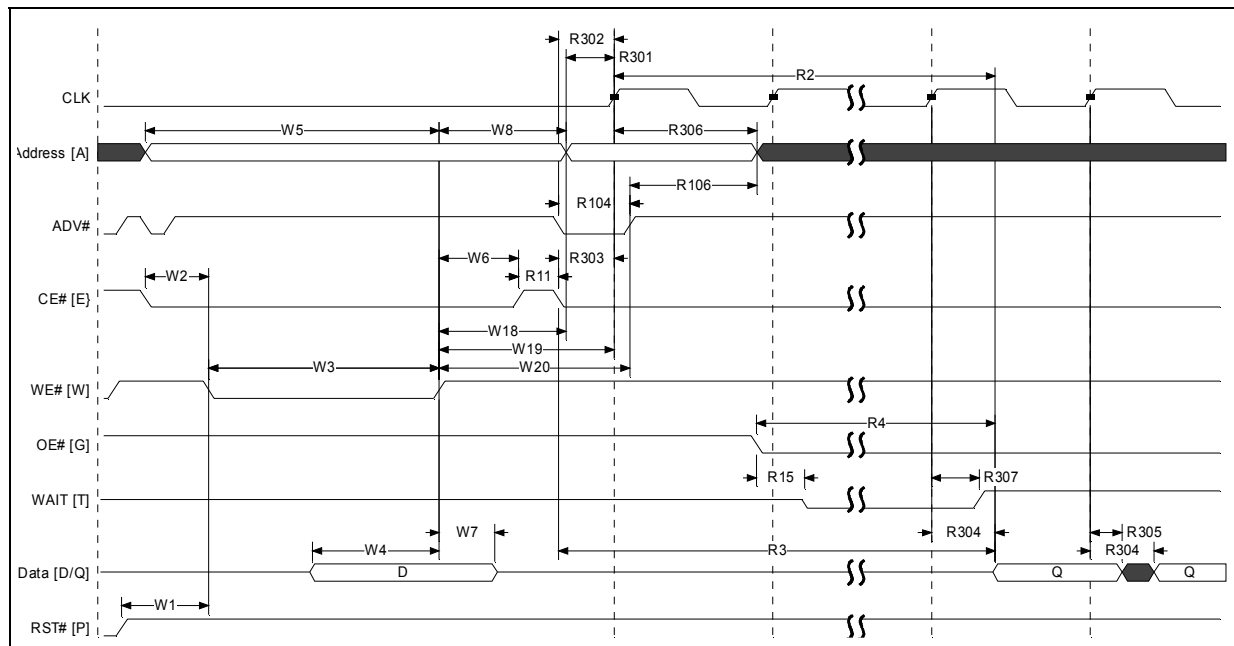 R302
R301
R2
CLK
W5
W8
R306
Address [A]
R106
R104
ADV#
W6
R303
W2
R11
CE# [E}
W18
W19
W3
W20
WE# [W]
R4
OE# [G]
R15
R307
WAIT [T]
W7
R304
R305
W4
R3
R304
Data [D/Q]
D
Q
Q
W1
RST# [P]